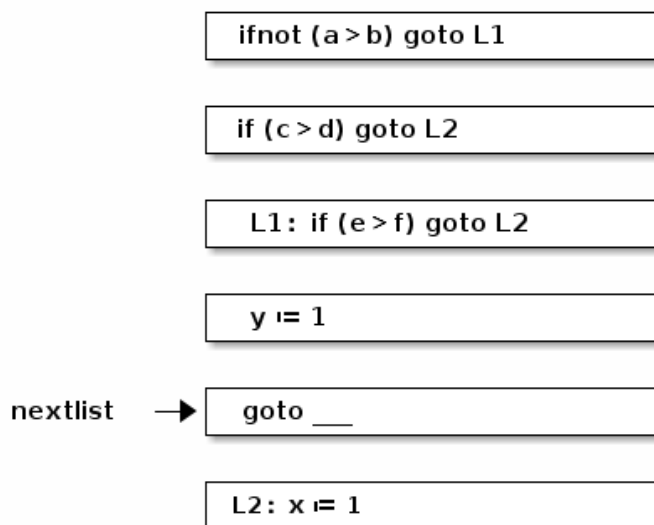 ifnot (a > b) goto L1
if (c > d) goto L2
L1: if (e > f) goto L2
y := 1
nextlist goto ___
L2: x := 1